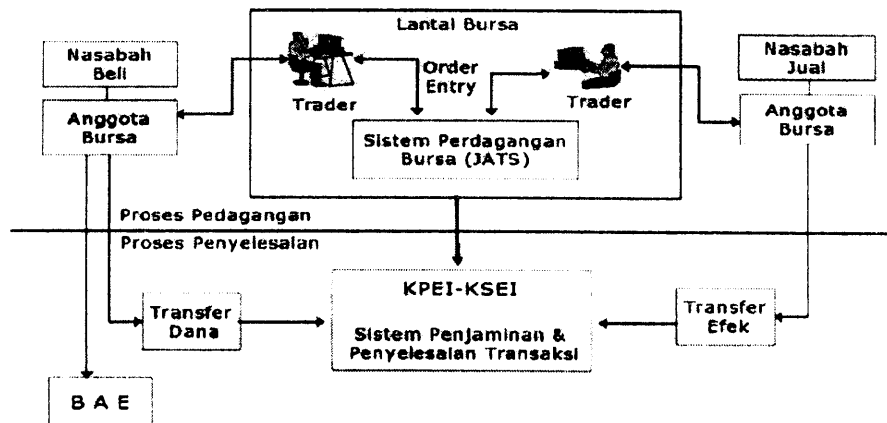 Lantai Bursa
Nasabah
Beli
Anggota
Bursa
Trader
Order
Entry
Trader
Nasabah
Jual
Anggota
Bursa
Sistem Perdagangan
Bursa (JATS)
Proses Pedagangan
Proses Penyelesaian
Transfer
Dana
KPEI-KSEI
Sistem Penjaminan &
Penyelesaian Transaksi
Transfer
Efek
B A E